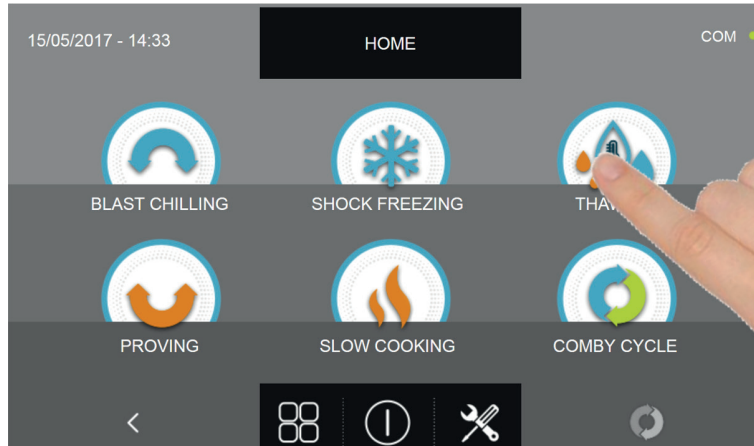 15/05/2017 - 14:33
HOME
COM
BLAST CHILLING
SHOCK FREEZING
PROVING
SLOW COOKING
COMBY CYCLE